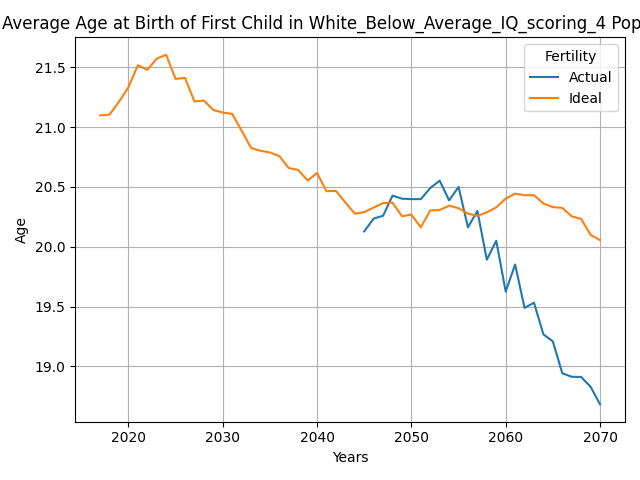 Average Age at Birth of First Child in White_Below_Average_IQ_scoring_4 Pop
Fertility
Actual
Ideal
21.5
21.0
20.5
20.0
19.5
19.0
Age
2020 2030 2040 2050 2060 2070
Years